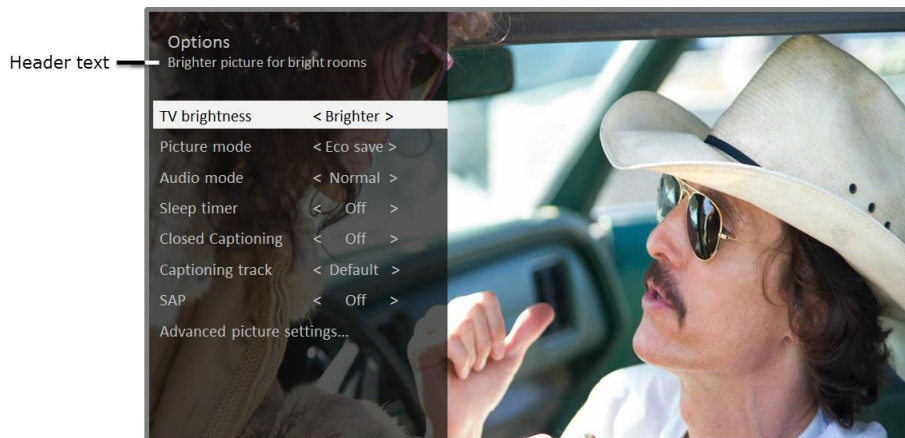 Options
Header text
Brighter picture for bright rooms
TV brightness < Brighter >
Picture mode < Eco save >
Audio mode < Normal >
Sleep timer < Off >
Closed Captioning < Off >
Captioning track < Default >
SAP < Off >
Advanced picture settings...